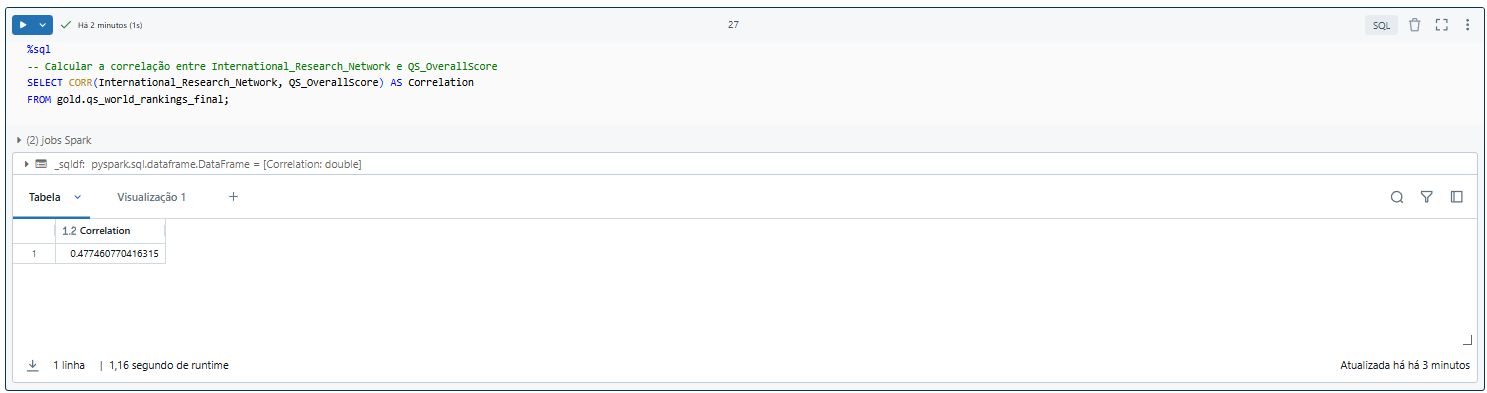 Há 2 minutos (1s)
27
SQL
%sql
-- Calcular a correlação entre International_Research_Network e QS_OverallScore
SELECT CORR(International_Research_Network, QS_OverallScore) AS Correlation
FROM gold.qs_world_rankings_final;
(2) jobs Spark
_sqldf: pyspark.sql.dataframe.DataFrame = [Correlation: double]
Tabela Visualização 1 +
1.2 Correlation
1 0.477460770416315
1 linha | 1,16 segundo de runtime
Atualizada há há 3 minutos